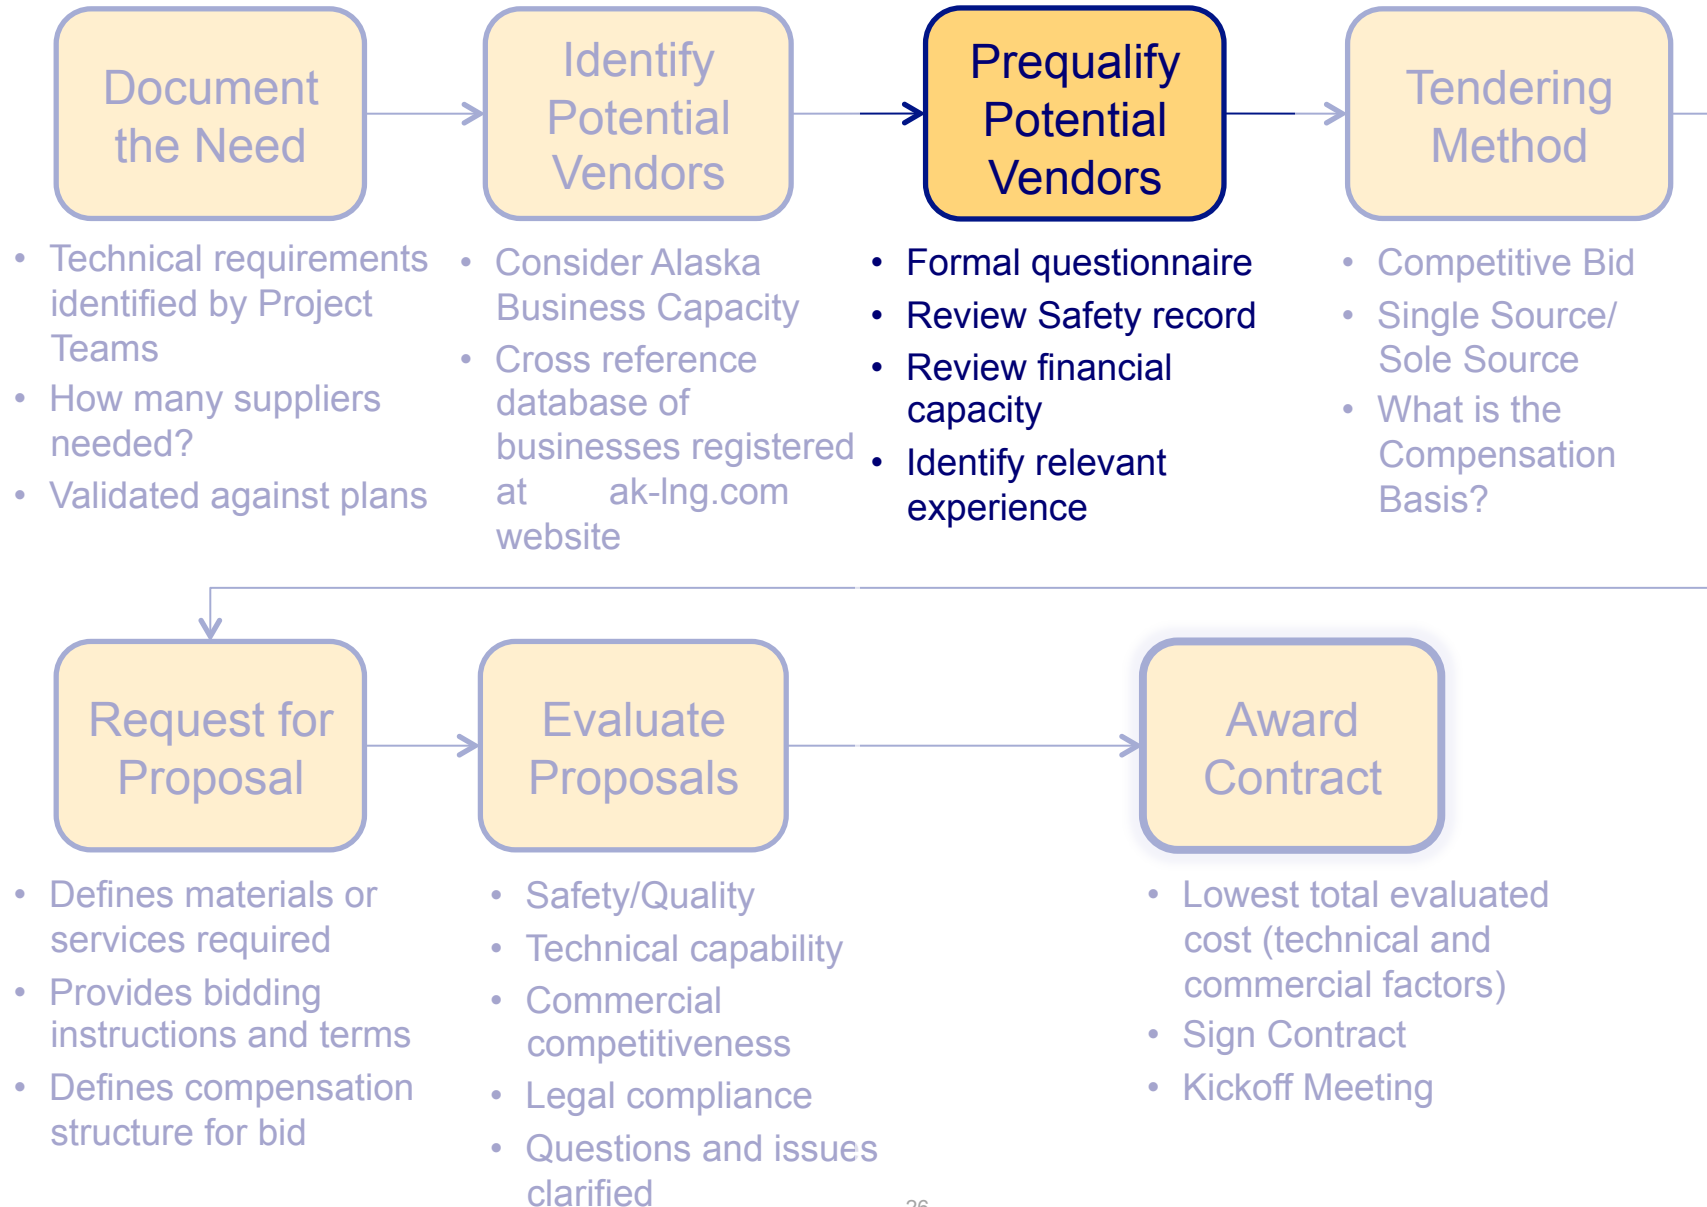 Document
the Need
• Technical requirements
identified by Project
Teams
• How many suppliers
needed?
• Validated against plans
Identify
Potential
Vendors
• Consider Alaska
Business Capacity
• Cross reference
database of
businesses registered
at ak-lng.com
website
Prequalify
Potential
Vendors
• Formal questionnaire
• Review Safety record
• Review financial
capacity
• Identify relevant
experience
Tendering
Method
• Competitive Bid
• Single Source/
Sole Source
• What is the
Compensation
Basis?
Request for
Proposal
• Defines materials or
services required
• Provides bidding
instructions and terms
• Defines compensation
structure for bid
Evaluate
Proposals
• Safety/Quality
• Technical capability
• Commercial
competitiveness
• Legal compliance
• Questions and issues
clarified
Award
Contract
• Lowest total evaluated
cost (technical and
commercial factors)
• Sign Contract
• Kickoff Meeting
26